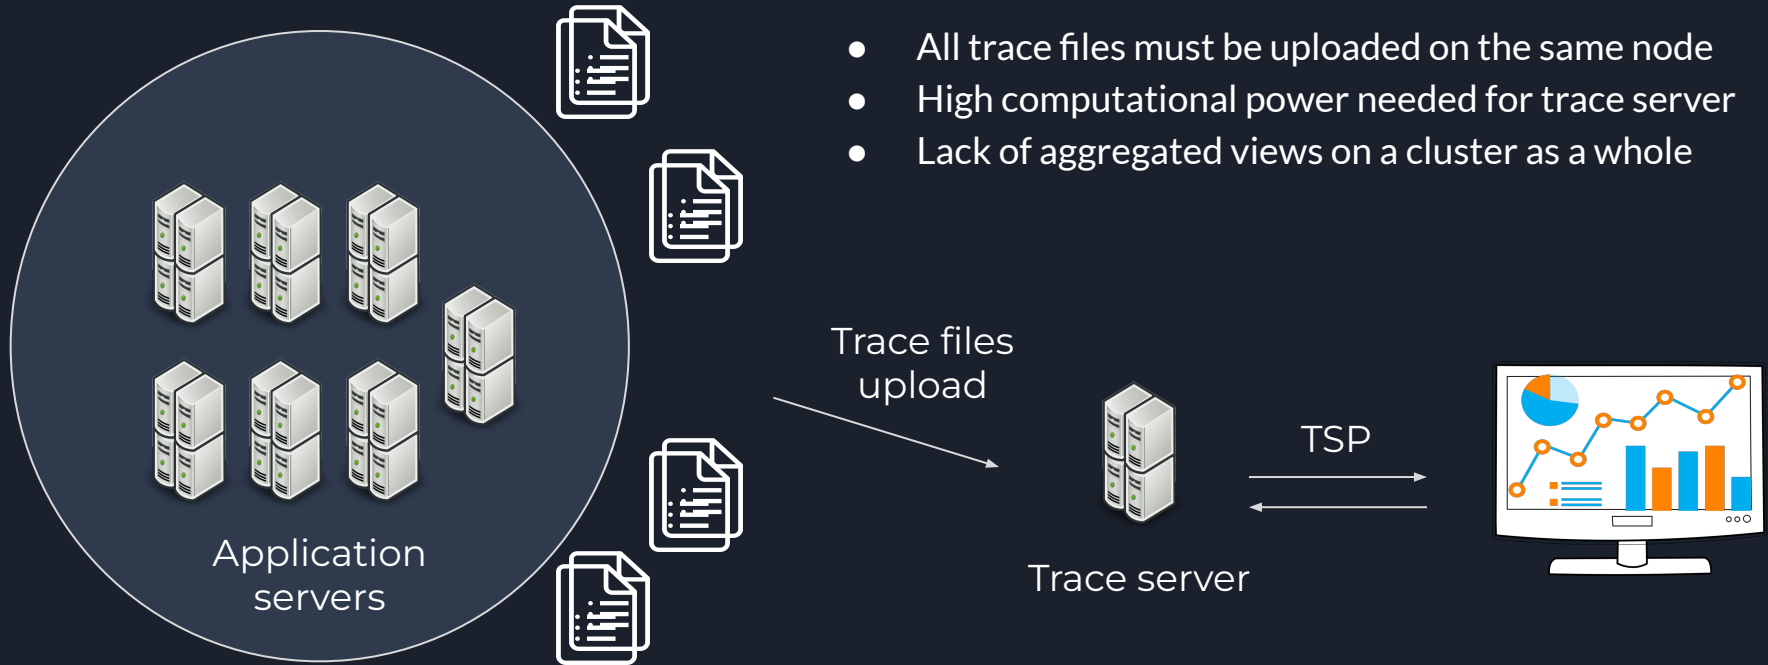 ● All trace files must be uploaded on the same node
● High computational power needed for trace server
● Lack of aggregated views on a cluster as a whole
Trace files
upload
TSP
Application
servers
Trace server